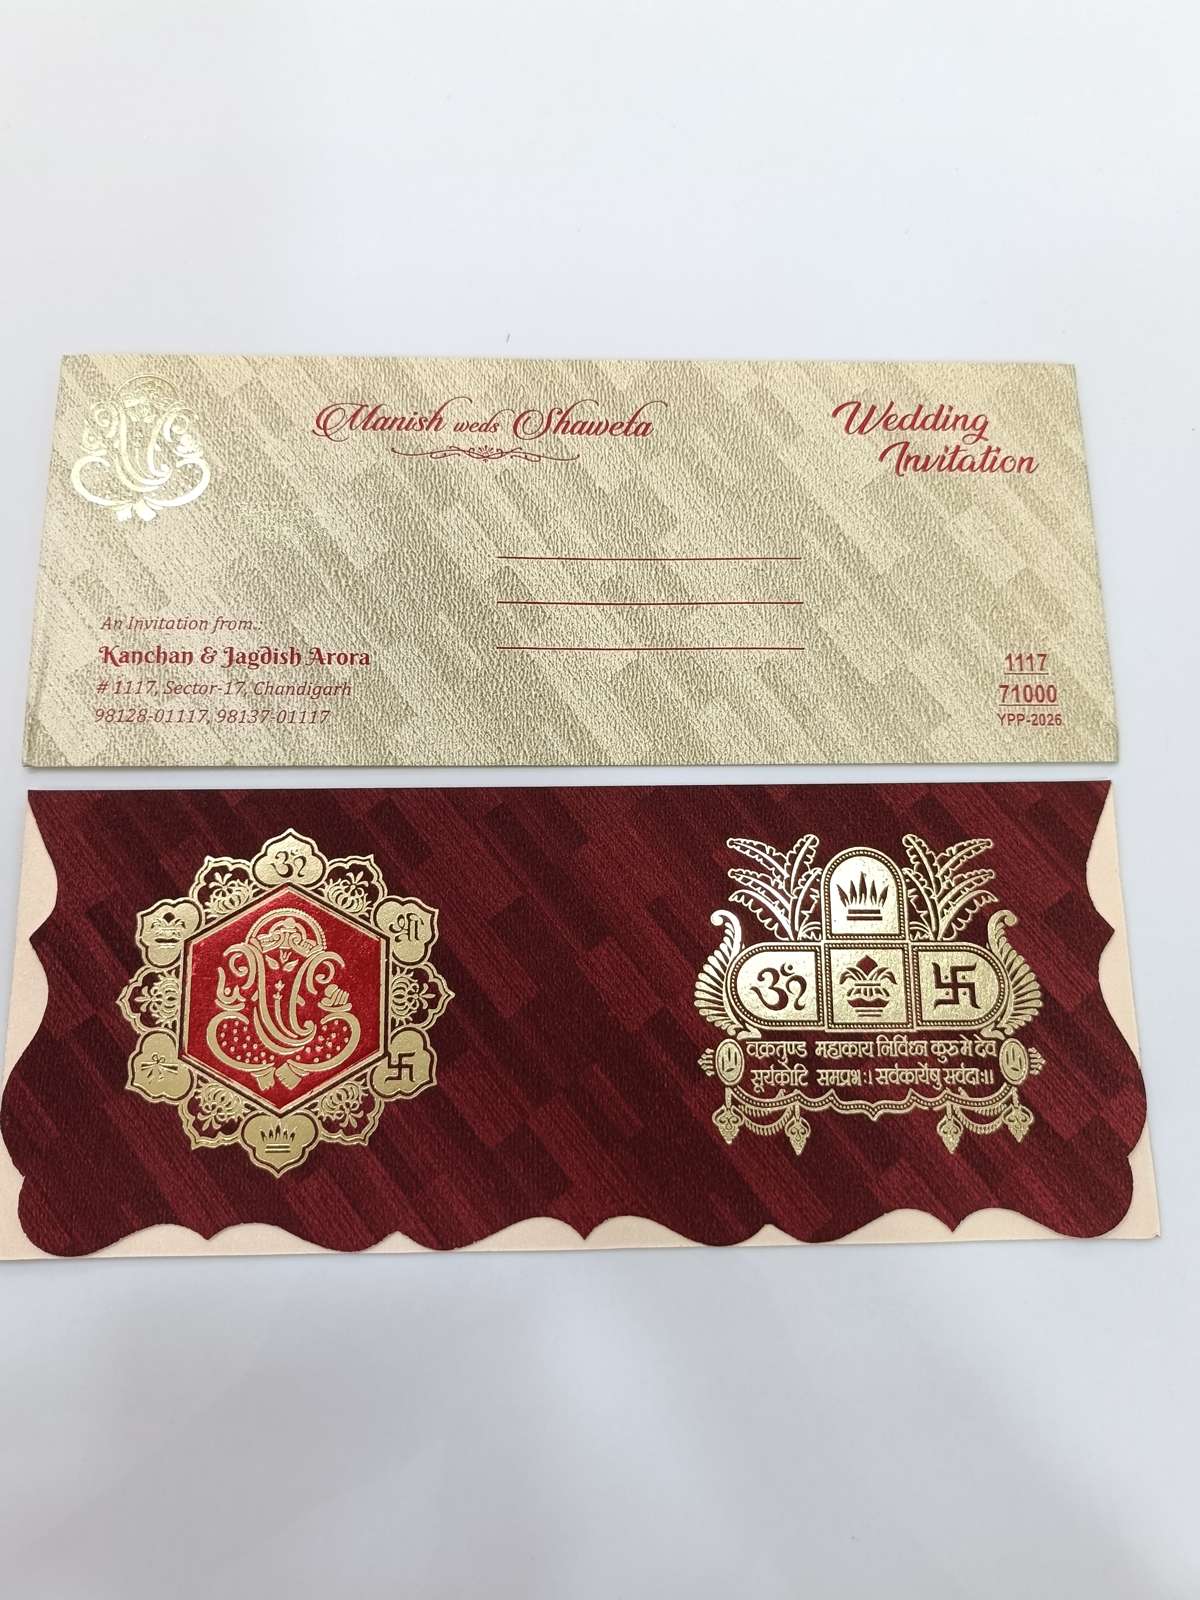 Manish weds Shaweta
Wedding
Invitation
An Invitation from.:
Kanchan & Jagdish Arora
# 1117, Sector-17, Chandigarh
98128-01117, 98137-01117
1117
71000
YPP-2026
ॐ
श्री
ॐ
वक्रतुण्ड महाकाय निर्विघ्न कुरुमे देव
सूर्यकोटि समप्रभः। सर्वकार्येषु सर्वदाः।।